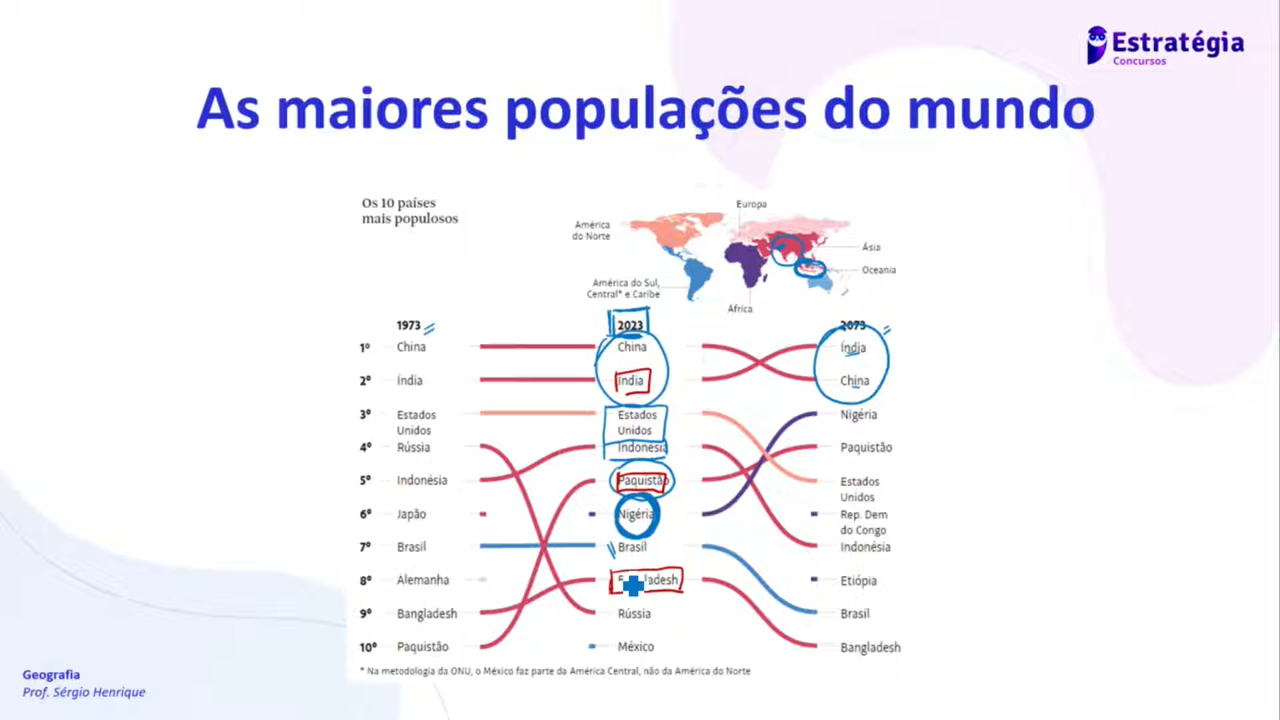 Estratégia
Concursos
As maiores populações do mundo
Os 10 países
mais populosos
Europa
América
do Norte
Ásia
Oceania
América do Sul,
Central* e Caribe
África
1973
2023
2073
1º China
China
Índia
2º Índia
Índia
China
3º Estados
Unidos
Estados
Unidos
Nigéria
4º Rússia
Indonésia
Paquistão
5º Indonésia
Paquistão
Estados
Unidos
6º Japão
Nigéria
Rep. Dem
do Congo
7º Brasil
Brasil
Indonésia
8º Alemanha
Etiópia
9º Bangladesh
Rússia
Brasil
10º Paquistão
México
Bangladesh
* Na metodologia da ONU, o México faz parte da América Central, não da América do Norte
Geografia
Prof. Sérgio Henrique